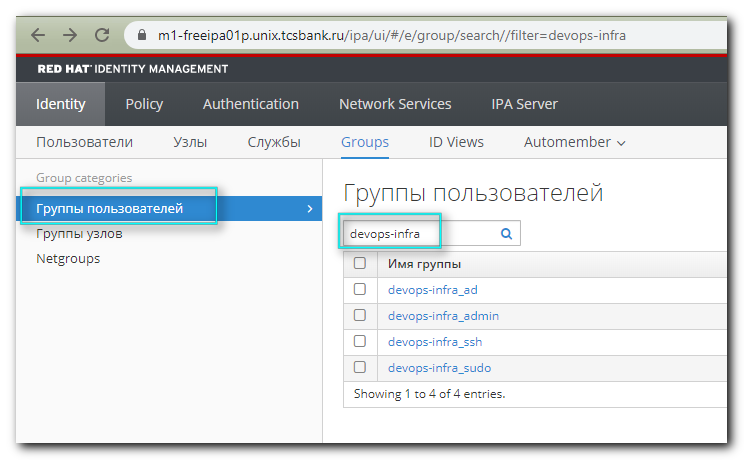 m1-freeipa01p.unix.tcsbank.ru/ipa/ui/#/e/group/search//filter=devops-infra
RED HAT IDENTITY MANAGEMENT
Identity Policy Authentication Network Services IPA Server
Пользователи Узлы Службы Groups ID Views Automember
Group categories
Группы пользователей
Группы узлов
Netgroups
Группы пользователей
devops-infra
Имя группы
devops-infra_ad
devops-infra_admin
devops-infra_ssh
devops-infra_sudo
Showing 1 to 4 of 4 entries.